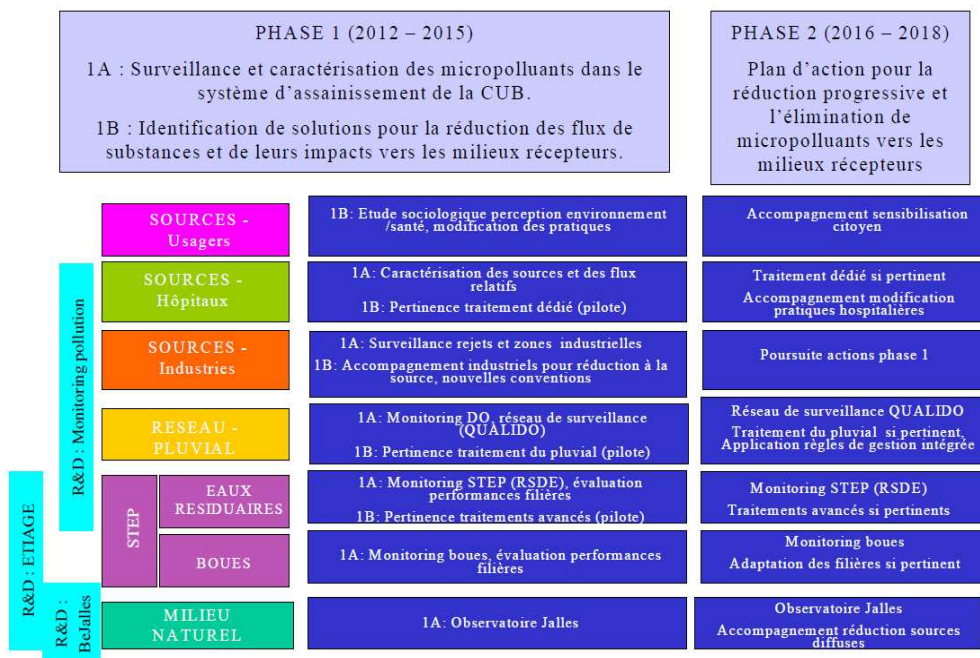 PHASE 1 (2012 – 2015)
1A : Surveillance et caractérisation des micropolluants dans le
système d'assainissement de la CUB.
1B : Identification de solutions pour la réduction des flux de
substances et de leurs impacts vers les milieux récepteurs.
PHASE 2 (2016 – 2018)
Plan d'action pour la
réduction progressive et
l'élimination de
micropolluants vers les
milieux récepteurs
SOURCES -
Usagers
1B: Etude sociologique perception environnement
/santé, modification des pratiques
Accompagnement sensibilisation
citoyen
R&D : Monitoring pollution
SOURCES -
Hôpitaux
1A: Caractérisation des sources et des flux
relatifs
1B: Pertinence traitement dédié (pilote)
Traitement dédié si pertinent
Accompagnement modification
pratiques hospitalières
SOURCES -
Industries
1A: Surveillance rejets et zones industrielles
1B: Accompagnement industriels pour réduction à la
source, nouvelles conventions
Poursuite actions phase 1
RESEAU -
PLUVIAL
1A: Monitoring DO, réseau de surveillance
(QUALIDO)
1B: Pertinence traitement du pluvial (pilote)
Réseau de surveillance QUALIDO
Traitement du pluvial si pertinent,
Application règles de gestion intégrée
R&D : ETIAGE
STEP
EAUX
RESIDUAIRES
1A: Monitoring STEP (RSDE), évaluation
performances filières
1B: Pertinence traitements avancés (pilote)
Monitoring STEP (RSDE)
Traitements avancés si pertinents
BOUES
1A: Monitoring boues, évaluation performances
filières
Monitoring boues
Adaptation des filières si pertinent
R&D :
BeJalles
MILIEU
NATUREL
1A: Observatoire Jalles
Observatoire Jalles
Accompagnement réduction sources
diffuses